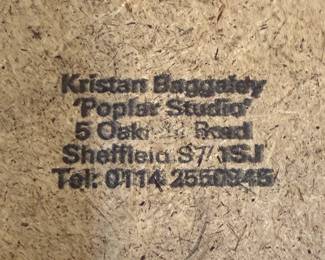 Kristan Baggaley
'Poplar Studio'
5 Road
Sheffield S7 1SJ
Tel: 0114 2550945